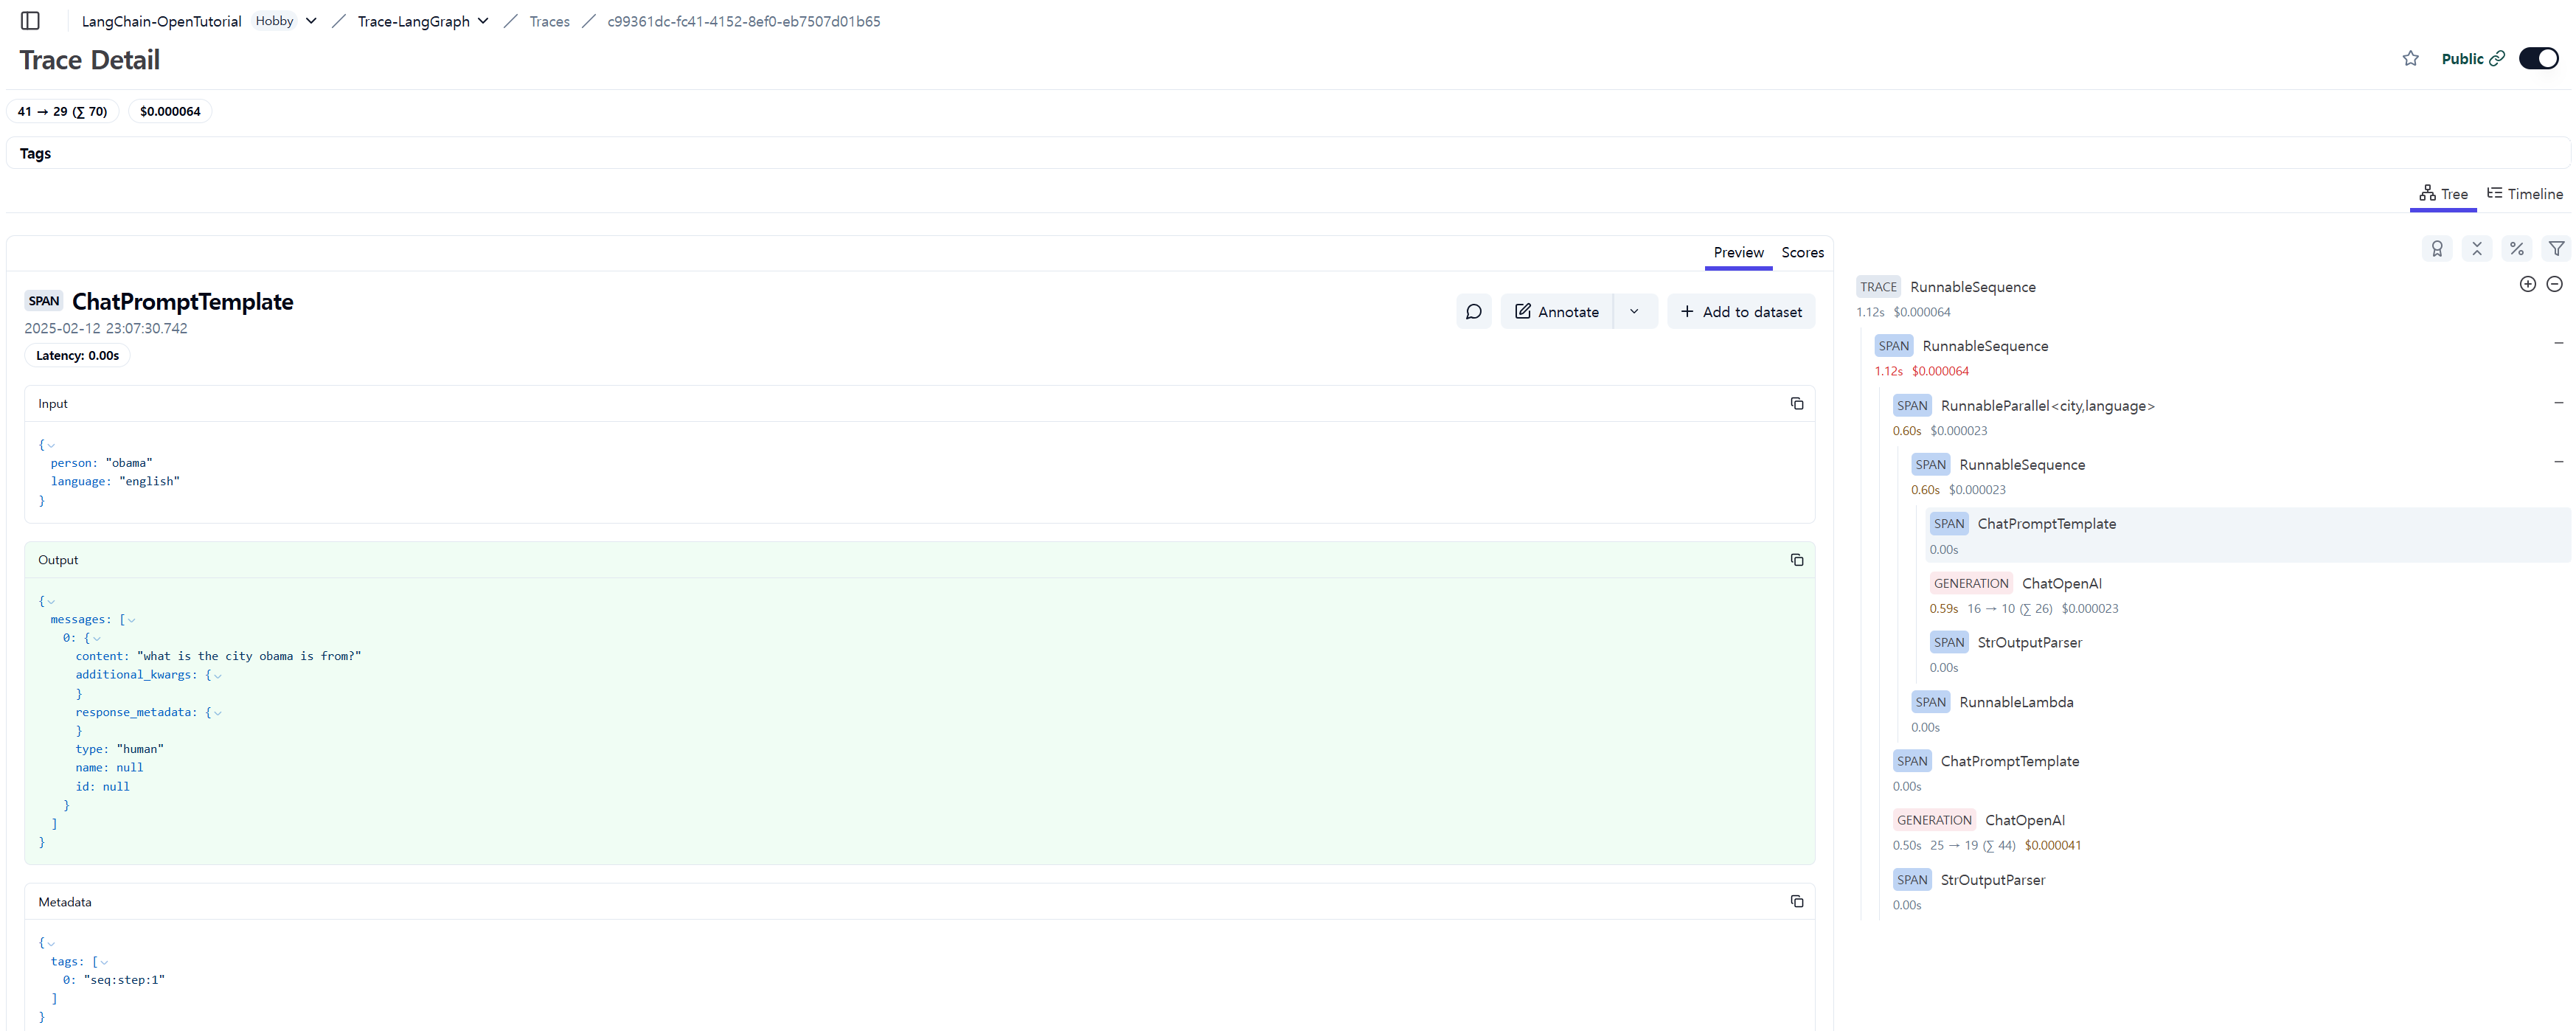 LangChain-OpenTutorial Hobby / Trace-LangGraph / Traces / c99361dc-fc41-4152-8ef0-eb7507d01b65
Trace Detail
Public
41 → 29 (∑ 70) $0.000064
Tags
Tree Timeline
Preview Scores
SPAN ChatPromptTemplate
2025-02-12 23:07:30.742
Latency: 0.00s
Annotate
+ Add to dataset
Input
{
person: "obama"
language: "english"
}
Output
{
messages: [
0: {
content: "what is the city obama is from?"
additional_kwargs: {
}
response_metadata: {
}
type: "human"
name: null
id: null
}
]
}
Metadata
{
tags: [
0: "seq:step:1"
]
}
TRACE RunnableSequence
1.12s $0.000064
SPAN RunnableSequence
1.12s $0.000064
SPAN RunnableParallel<city,language>
0.60s $0.000023
SPAN RunnableSequence
0.60s $0.000023
SPAN ChatPromptTemplate
0.00s
GENERATION ChatOpenAI
0.59s 16 → 10 (∑ 26) $0.000023
SPAN StrOutputParser
0.00s
SPAN RunnableLambda
0.00s
SPAN ChatPromptTemplate
0.00s
GENERATION ChatOpenAI
0.50s 25 → 19 (∑ 44) $0.000041
SPAN StrOutputParser
0.00s